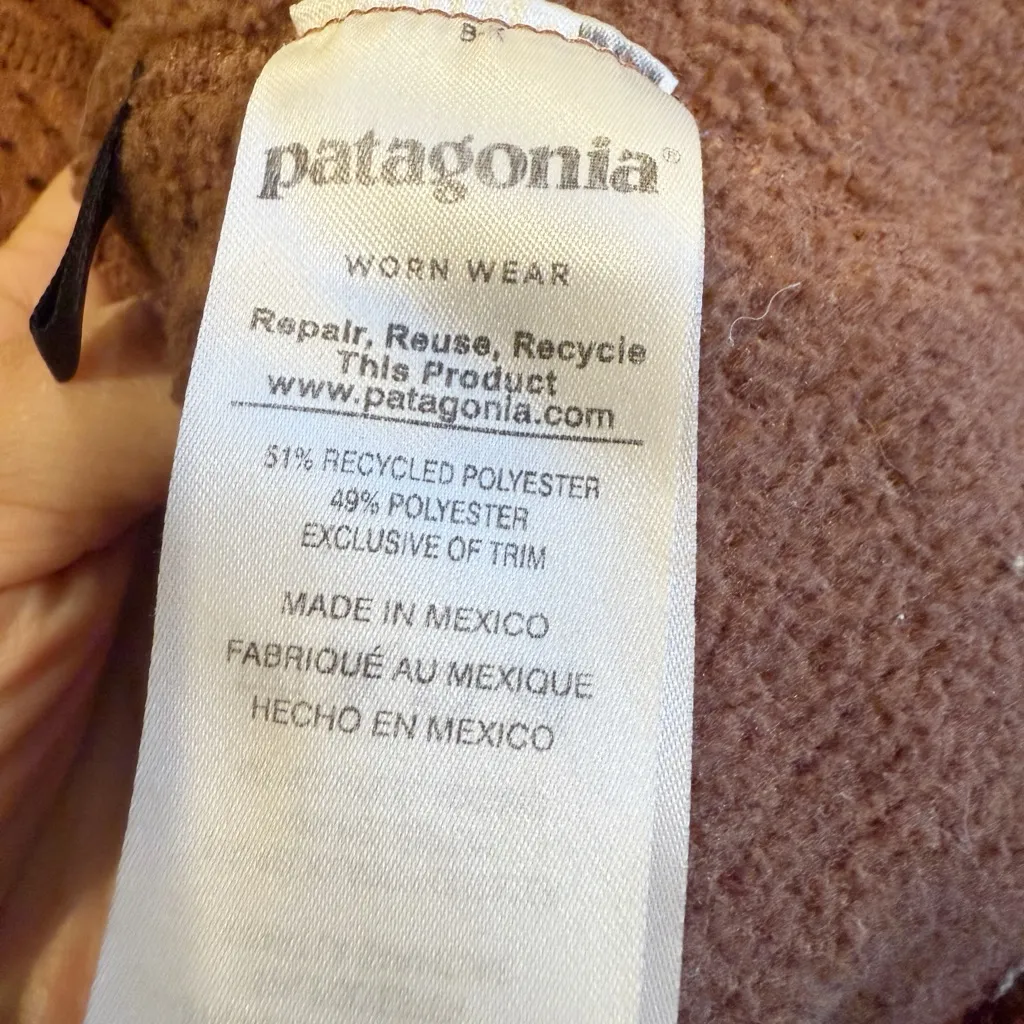 patagonia®
WORN WEAR
Repair, Reuse, Recycle
This Product
www.patagonia.com
51% RECYCLED POLYESTER
49% POLYESTER
EXCLUSIVE OF TRIM
MADE IN MEXICO
FABRIQUÉ AU MEXIQUE
HECHO EN MEXICO